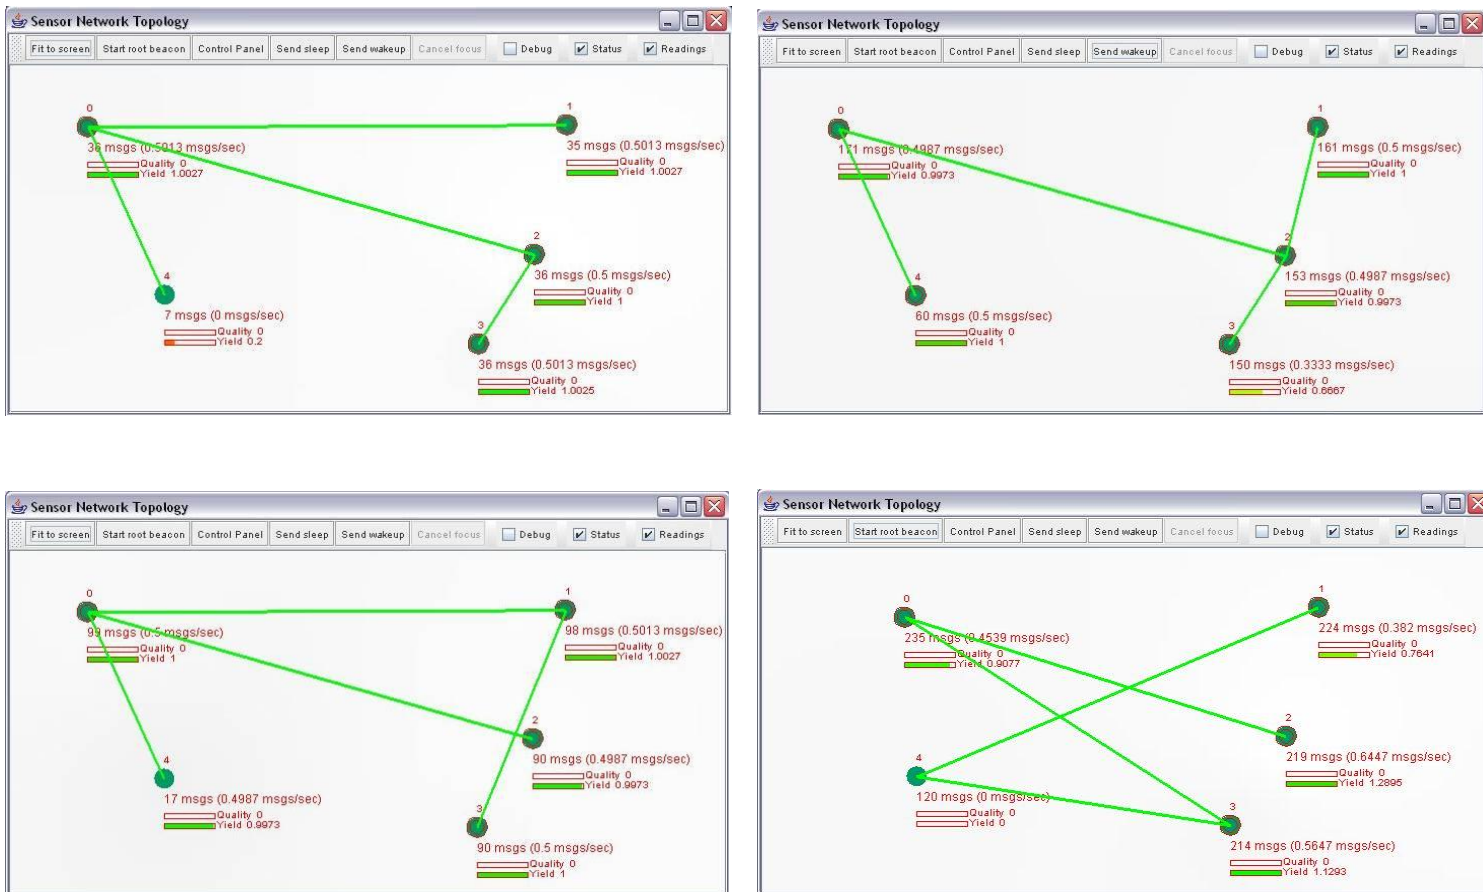 Sensor Network Topology
Fit to screen Start root beacon Control Panel Send sleep Send wakeup Cancel focus Debug Status Readings
0
36 msgs (0.5013 msgs/sec)
Quality 0
Yield 1.0027
1
35 msgs (0.5013 msgs/sec)
Quality 0
Yield 1.0027
2
36 msgs (0.5 msgs/sec)
Quality 0
Yield 1
4
7 msgs (0 msgs/sec)
Quality 0
Yield 0.2
3
36 msgs (0.5013 msgs/sec)
Quality 0
Yield 1.0025
Sensor Network Topology
Fit to screen Start root beacon Control Panel Send sleep Send wakeup Cancel focus Debug Status Readings
0
171 msgs (0.4987 msgs/sec)
Quality 0
Yield 0.9973
1
161 msgs (0.5 msgs/sec)
Quality 0
Yield 1
2
153 msgs (0.4987 msgs/sec)
Quality 0
Yield 0.9973
4
60 msgs (0.5 msgs/sec)
Quality 0
Yield 1
3
150 msgs (0.3333 msgs/sec)
Quality 0
Yield 0.6667
Sensor Network Topology
Fit to screen Start root beacon Control Panel Send sleep Send wakeup Cancel focus Debug Status Readings
0
99 msgs (0.5 msgs/sec)
Quality 0
Yield 1
1
98 msgs (0.5013 msgs/sec)
Quality 0
Yield 1.0027
2
90 msgs (0.4987 msgs/sec)
Quality 0
Yield 0.9973
4
17 msgs (0.4987 msgs/sec)
Quality 0
Yield 0.9973
3
90 msgs (0.5 msgs/sec)
Quality 0
Yield 1
Sensor Network Topology
Fit to screen Start root beacon Control Panel Send sleep Send wakeup Cancel focus Debug Status Readings
0
235 msgs (0.4539 msgs/sec)
Quality 0
Yield 0.9077
1
224 msgs (0.382 msgs/sec)
Quality 0
Yield 0.7641
2
219 msgs (0.6447 msgs/sec)
Quality 0
Yield 1.2895
4
120 msgs (0 msgs/sec)
Quality 0
Yield 0
3
214 msgs (0.5647 msgs/sec)
Quality 0
Yield 1.1293